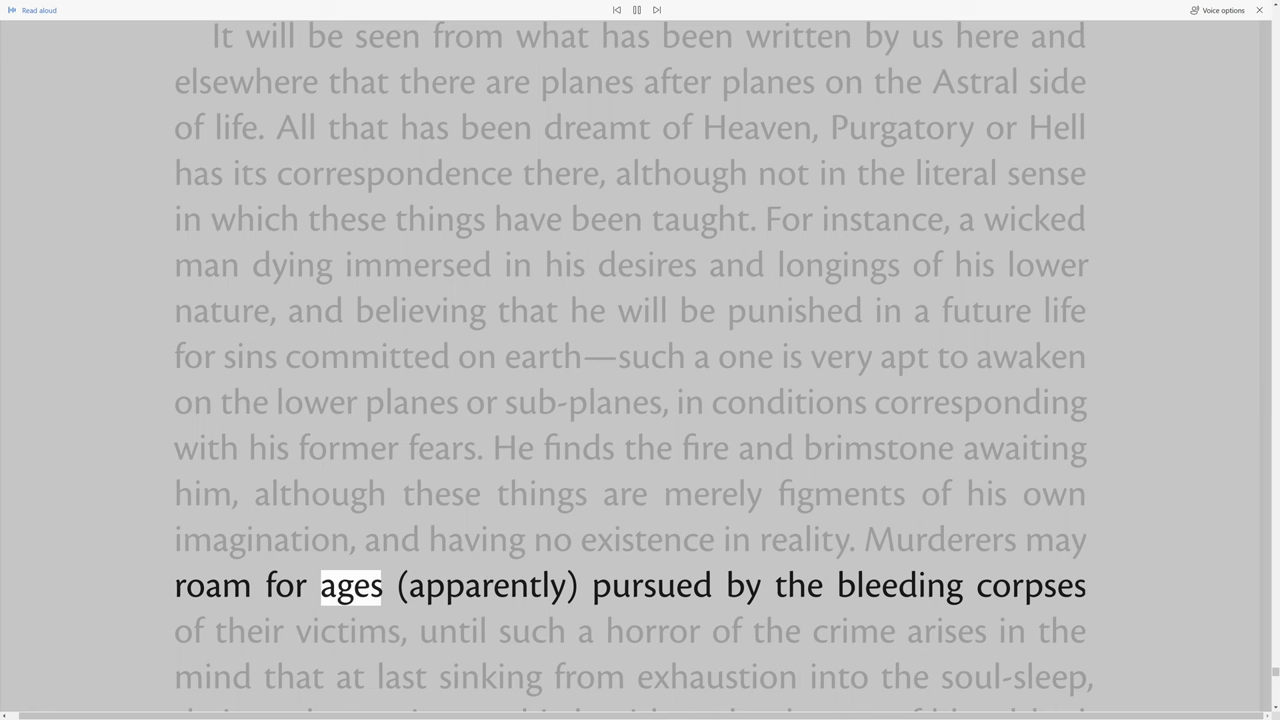 Read aloud
Voice options
It will be seen from what has been written by us here and
elsewhere that there are planes after planes on the Astral side
of life. All that has been dreamt of Heaven, Purgatory or Hell
has its correspondence there, although not in the literal sense
in which these things have been taught. For instance, a wicked
man dying immersed in his desires and longings of his lower
nature, and believing that he will be punished in a future life
for sins committed on earth—such a one is very apt to awaken
on the lower planes or sub-planes, in conditions corresponding
with his former fears. He finds the fire and brimstone awaiting
him, although these things are merely figments of his own
imagination, and having no existence in reality. Murderers may
roam for ages (apparently) pursued by the bleeding corpses
of their victims, until such a horror of the crime arises in the
mind that at last sinking from exhaustion into the soul-sleep,